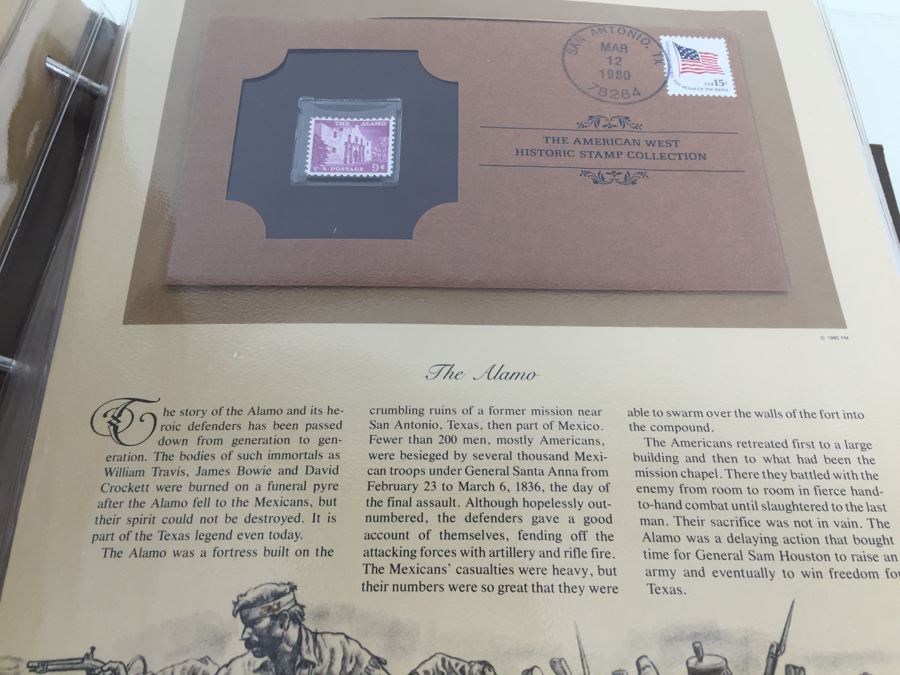 SAN ANTONIO, TX
MAR
12
1980
78284
USA 15c
THE ALAMO
U.S. POSTAGE 9¢
THE AMERICAN WEST
HISTORIC STAMP COLLECTION
© 1980 FM
The Alamo
The story of the Alamo and its he-
roic defenders has been passed
down from generation to gen-
eration. The bodies of such immortals as
William Travis, James Bowie and David
Crockett were burned on a funeral pyre
after the Alamo fell to the Mexicans, but
their spirit could not be destroyed. It is
part of the Texas legend even today.
The Alamo was a fortress built on the
crumbling ruins of a former mission near
San Antonio, Texas, then part of Mexico.
Fewer than 200 men, mostly Americans,
were besieged by several thousand Mexi-
can troops under General Santa Anna from
February 23 to March 6, 1836, the day of
the final assault. Although hopelessly out-
numbered, the defenders gave a good
account of themselves, fending off the
attacking forces with artillery and rifle fire.
The Mexicans' casualties were heavy, but
their numbers were so great that they were
able to swarm over the walls of the fort into
the compound.
The Americans retreated first to a large
building and then to what had been the
mission chapel. There they battled with the
enemy from room to room in fierce hand-
to-hand combat until slaughtered to the last
man. Their sacrifice was not in vain. The
Alamo was a delaying action that bought
time for General Sam Houston to raise an
army and eventually to win freedom for
Texas.